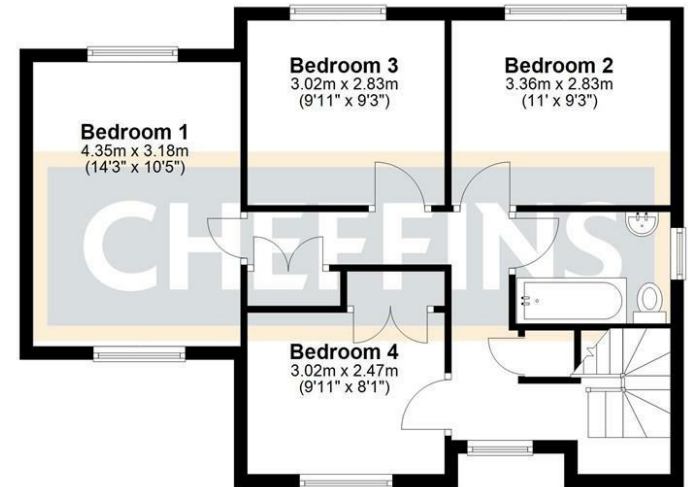 Bedroom 3
3.02m x 2.83m
(9'11" x 9'3")
Bedroom 2
3.36m x 2.83m
(11' x 9'3")
Bedroom 1
4.35m x 3.18m
(14'3" x 10'5")
CHEFFINS
Bedroom 4
3.02m x 2.47m
(9'11" x 8'1")